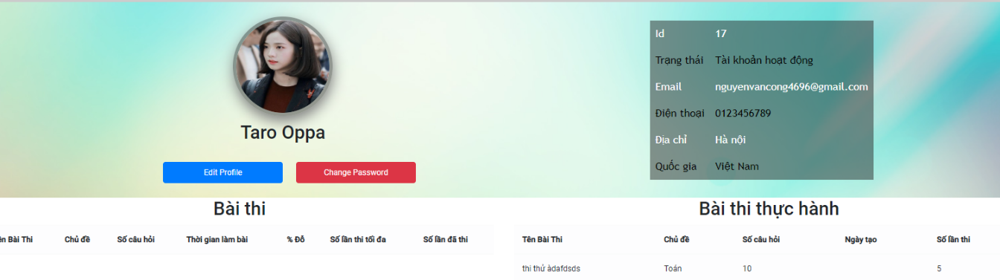 Taro Oppa
Edit Profile Change Password
Id 17
Trạng thái Tài khoản hoạt động
Email nguyenvancong4696@gmail.com
Điện thoại 0123456789
Địa chỉ Hà nội
Quốc gia Việt Nam
Bài thi
ên Bài Thi Chủ đề Số câu hỏi Thời gian làm bài % Đỗ Số lần thi tối đa Số lần đã thi
Bài thi thực hành
Tên Bài Thi Chủ đề Số câu hỏi Ngày tạo Số lần thi
thi thử àdafdsds Toán 10 5